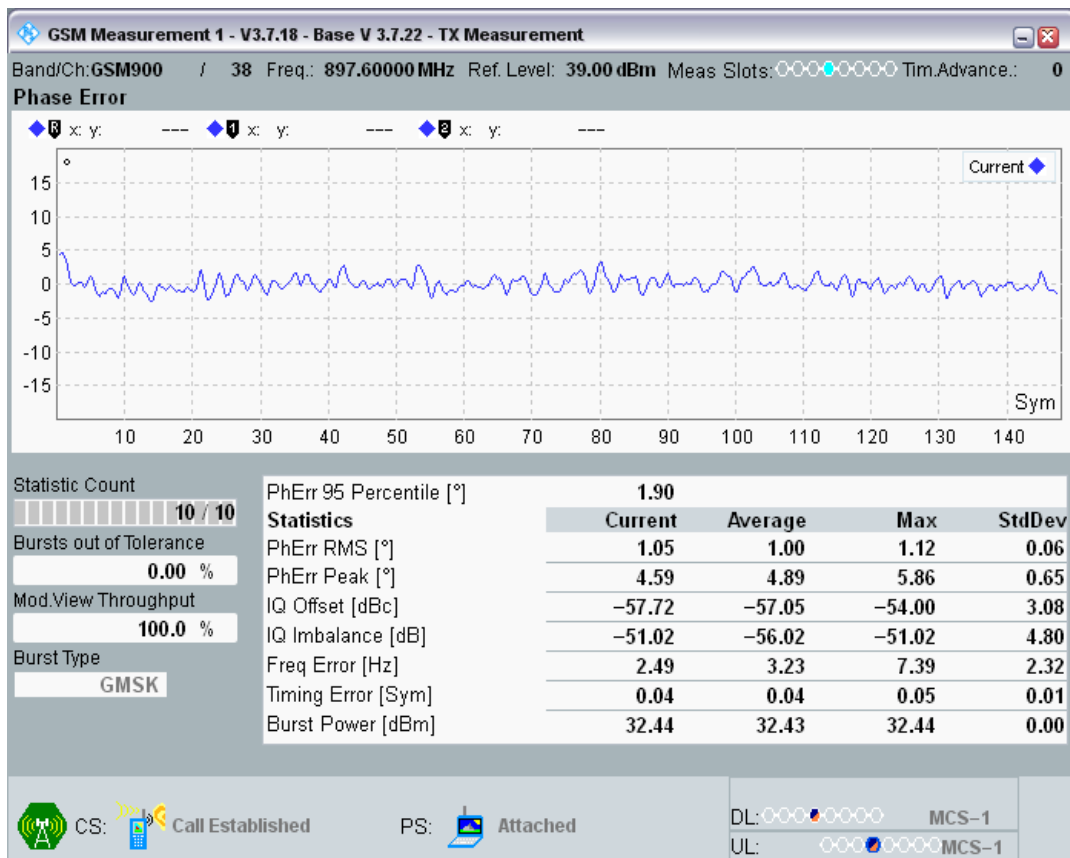 GSM Measurement 1 - V3.7.18 - Base V 3.7.22 - TX Measurement
Band/Ch:GSM900 / 38 Freq.: 897.60000 MHz Ref. Level: 39.00 dBm Meas Slots: Tim.Advance.: 0
Phase Error
R x: y: --- 1 x: y: --- 2 x: y: ---
°
Current
15
10
5
0
-5
-10
-15
Sym
10 20 30 40 50 60 70 80 90 100 110 120 130 140
Statistic Count
10 / 10
Bursts out of Tolerance
0.00 %
Mod.View Throughput
100.0 %
Burst Type
GMSK
PhErr 95 Percentile [°] 1.90
Statistics Current Average Max StdDev
PhErr RMS [°] 1.05 1.00 1.12 0.06
PhErr Peak [°] 4.59 4.89 5.86 0.65
IQ Offset [dBc] −57.72 −57.05 −54.00 3.08
IQ Imbalance [dB] −51.02 −56.02 −51.02 4.80
Freq Error [Hz] 2.49 3.23 7.39 2.32
Timing Error [Sym] 0.04 0.04 0.05 0.01
Burst Power [dBm] 32.44 32.43 32.44 0.00
CS: Call Established PS: Attached
DL: MCS−1
UL: MCS−1